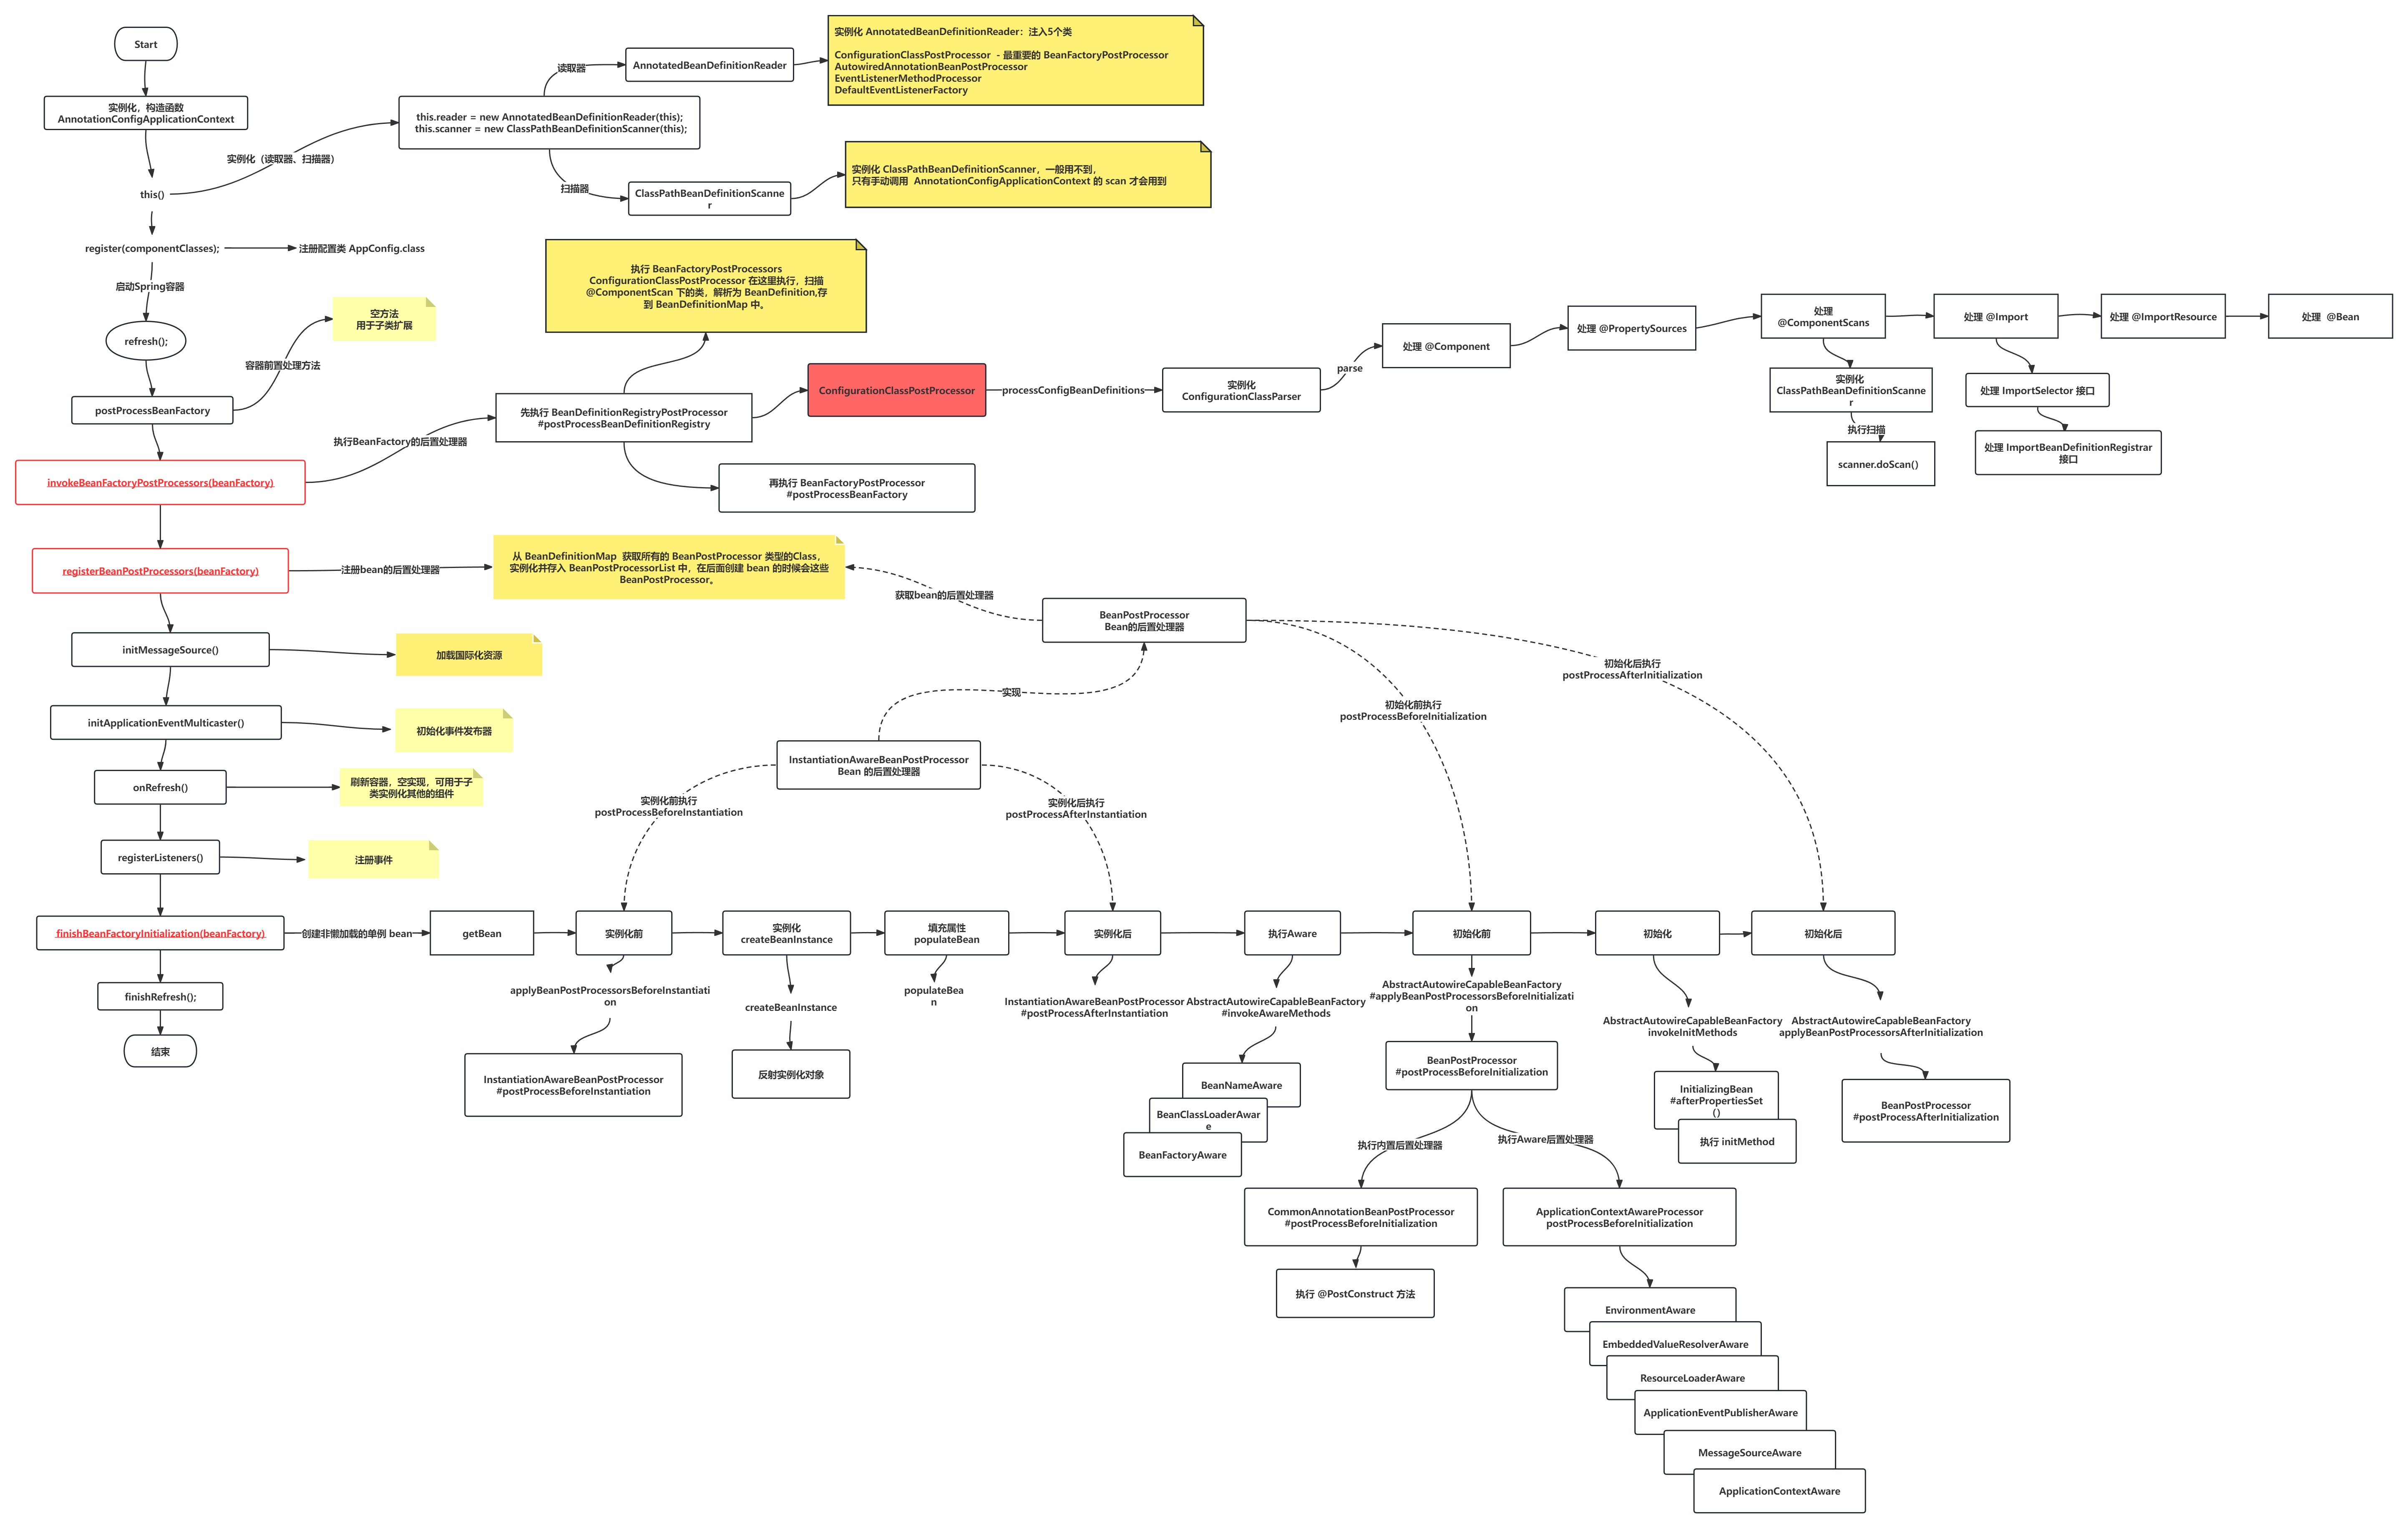 Start
实例化，构造函数
AnnotationConfigApplicationContext
this()
实例化（读取器、扫描器）
this.reader = new AnnotatedBeanDefinitionReader(this);
this.scanner = new ClassPathBeanDefinitionScanner(this);
读取器
AnnotatedBeanDefinitionReader
实例化 AnnotatedBeanDefinitionReader：注入5个类
ConfigurationClassPostProcessor - 最重要的 BeanFactoryPostProcessor
AutowiredAnnotationBeanPostProcessor
EventListenerMethodProcessor
DefaultEventListenerFactory
扫描器
ClassPathBeanDefinitionScanne
r
实例化 ClassPathBeanDefinitionScanner，一般用不到，
只有手动调用 AnnotationConfigApplicationContext 的 scan 才会用到
register(componentClasses);
注册配置类 AppConfig.class
启动Spring容器
refresh();
空方法
用于子类扩展
容器前置处理方法
postProcessBeanFactory
执行 BeanFactoryPostProcessors
ConfigurationClassPostProcessor 在这里执行，扫描
@ComponentScan 下的类，解析为 BeanDefinition,存
到 BeanDefinitionMap 中。
invokeBeanFactoryPostProcessors(beanFactory)
执行BeanFactory的后置处理器
先执行 BeanDefinitionRegistryPostProcessor
#postProcessBeanDefinitionRegistry
ConfigurationClassPostProcessor
processConfigBeanDefinitions
实例化
ConfigurationClassParser
parse
处理 @Component
处理 @PropertySources
处理
@ComponentScans
处理 @Import
处理 @ImportResource
处理 @Bean
实例化
ClassPathBeanDefinitionScanne
r
执行扫描
scanner.doScan()
处理 ImportSelector 接口
处理 ImportBeanDefinitionRegistrar
接口
再执行 BeanFactoryPostProcessor
#postProcessBeanFactory
registerBeanPostProcessors(beanFactory)
注册bean的后置处理器
从 BeanDefinitionMap 获取所有的 BeanPostProcessor 类型的Class，
实例化并存入 BeanPostProcessorList 中，在后面创建 bean 的时候会这些
BeanPostProcessor。
获取bean的后置处理器
BeanPostProcessor
Bean的后置处理器
initMessageSource()
加载国际化资源
实现
初始化前执行
postProcessBeforeInitialization
初始化后执行
postProcessAfterInitialization
initApplicationEventMulticaster()
初始化事件发布器
InstantiationAwareBeanPostProcessor
Bean 的后置处理器
onRefresh()
刷新容器，空实现，可用于子
类实例化其他的组件
实例化前执行
postProcessBeforeInstantiation
实例化后执行
postProcessAfterInstantiation
registerListeners()
注册事件
finishBeanFactoryInitialization(beanFactory)
创建非懒加载的单例 bean
getBean
实例化前
实例化
createBeanInstance
填充属性
populateBean
实例化后
执行Aware
初始化前
初始化
初始化后
finishRefresh();
结束
applyBeanPostProcessorsBeforeInstantiati
on
InstantiationAwareBeanPostProcessor
#postProcessBeforeInstantiation
createBeanInstance
反射实例化对象
populateBea
n
InstantiationAwareBeanPostProcessor
#postProcessAfterInstantiation
AbstractAutowireCapableBeanFactory
#invokeAwareMethods
BeanNameAware
BeanClassLoaderAwar
e
BeanFactoryAware
AbstractAutowireCapableBeanFactory
#applyBeanPostProcessorsBeforeInitializati
on
BeanPostProcessor
#postProcessBeforeInitialization
执行内置后置处理器
执行Aware后置处理器
CommonAnnotationBeanPostProcessor
#postProcessBeforeInitialization
执行 @PostConstruct 方法
ApplicationContextAwareProcessor
postProcessBeforeInitialization
EnvironmentAware
EmbeddedValueResolverAware
ResourceLoaderAware
ApplicationEventPublisherAware
MessageSourceAware
ApplicationContextAware
AbstractAutowireCapableBeanFactory
invokeInitMethods
InitializingBean
#afterPropertiesSet
()
执行 initMethod
AbstractAutowireCapableBeanFactory
applyBeanPostProcessorsAfterInitialization
BeanPostProcessor
#postProcessAfterInitialization